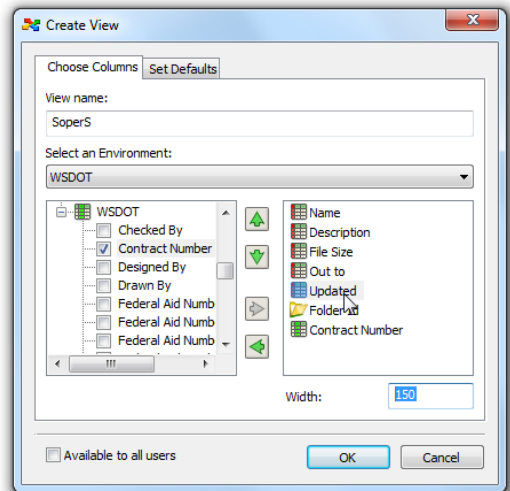 Create View
Choose Columns Set Defaults
View name:
SoperS
Select an Environment:
WSDOT
WSDOT
Checked By
Contract Number
Designed By
Drawn By
Federal Aid Numb
Federal Aid Numb
Federal Aid Numb
Name
Description
File Size
Out to
Updated
Folder
Contract Number
Width: 150
Available to all users
OK Cancel